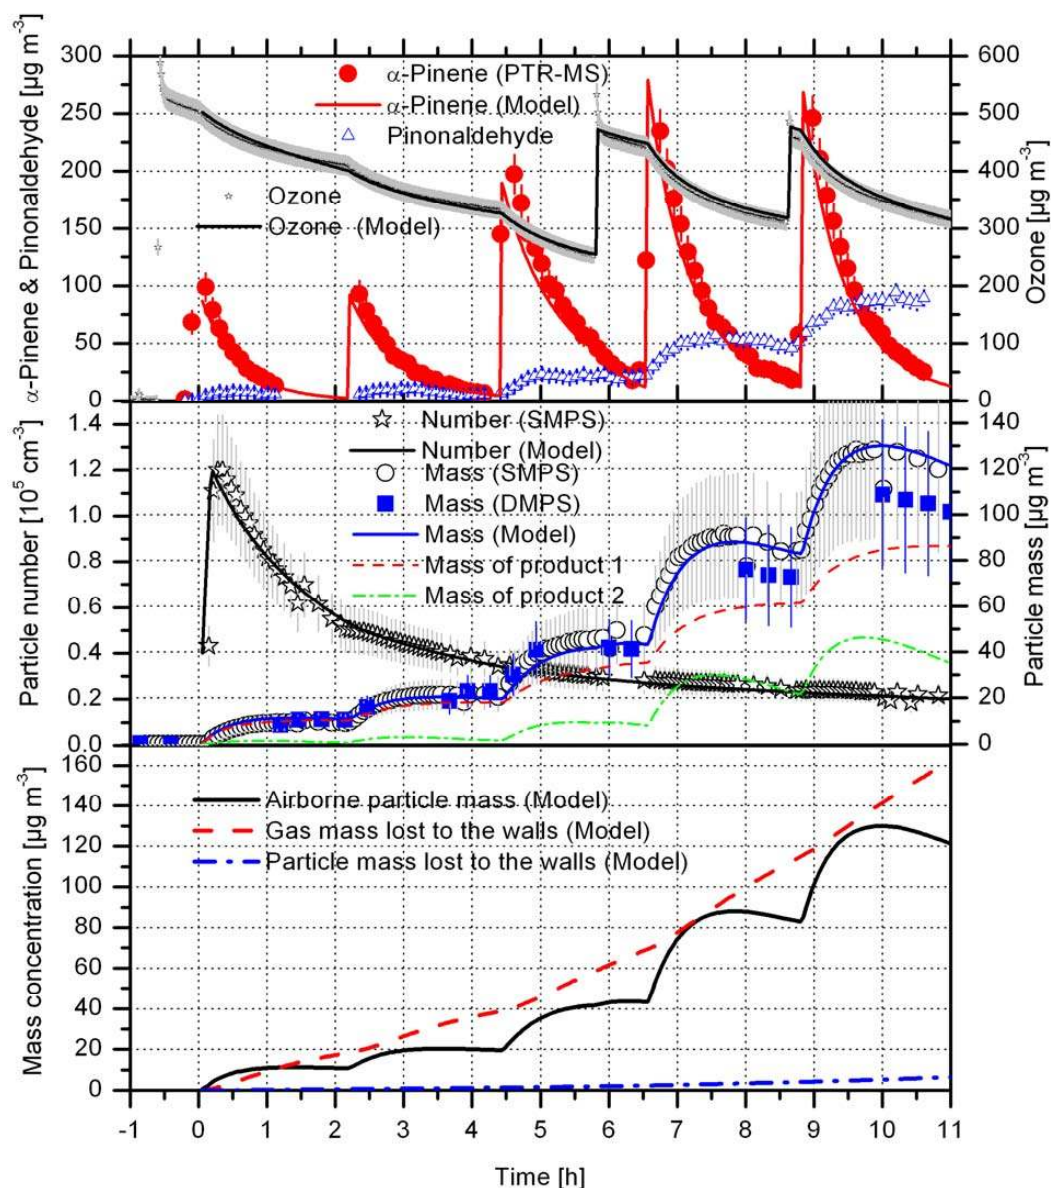 α-Pinene & Pinonaldehyde [µg m-3]
300
250
200
150
100
50
0
α-Pinene (PTR-MS)
α-Pinene (Model)
Pinonaldehyde
Ozone
Ozone (Model)
600
500
400
300
200
100
0
Ozone [µg m-3]
Particle number [10^5 cm-3]
1.4
1.2
1.0
0.8
0.6
0.4
0.2
0.0
Number (SMPS)
Number (Model)
Mass (SMPS)
Mass (DMPS)
Mass (Model)
Mass of product 1
Mass of product 2
140
120
100
80
60
40
20
0
Particle mass [µg m-3]
Mass concentration [µg m-3]
160
140
120
100
80
60
40
20
0
Airborne particle mass (Model)
Gas mass lost to the walls (Model)
Particle mass lost to the walls (Model)
-1 0 1 2 3 4 5 6 7 8 9 10 11
Time [h]